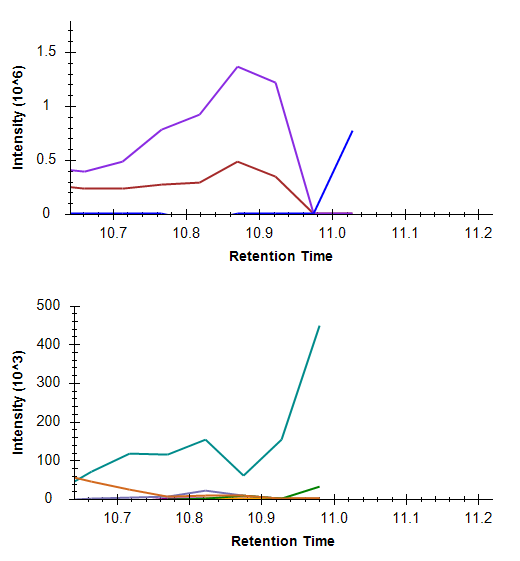 Intensity (10^6)
1.5
1
0.5
0
10.7 10.8 10.9 11.0 11.1 11.2
Retention Time
Intensity (10^3)
500
400
300
200
100
0
10.7 10.8 10.9 11.0 11.1 11.2
Retention Time